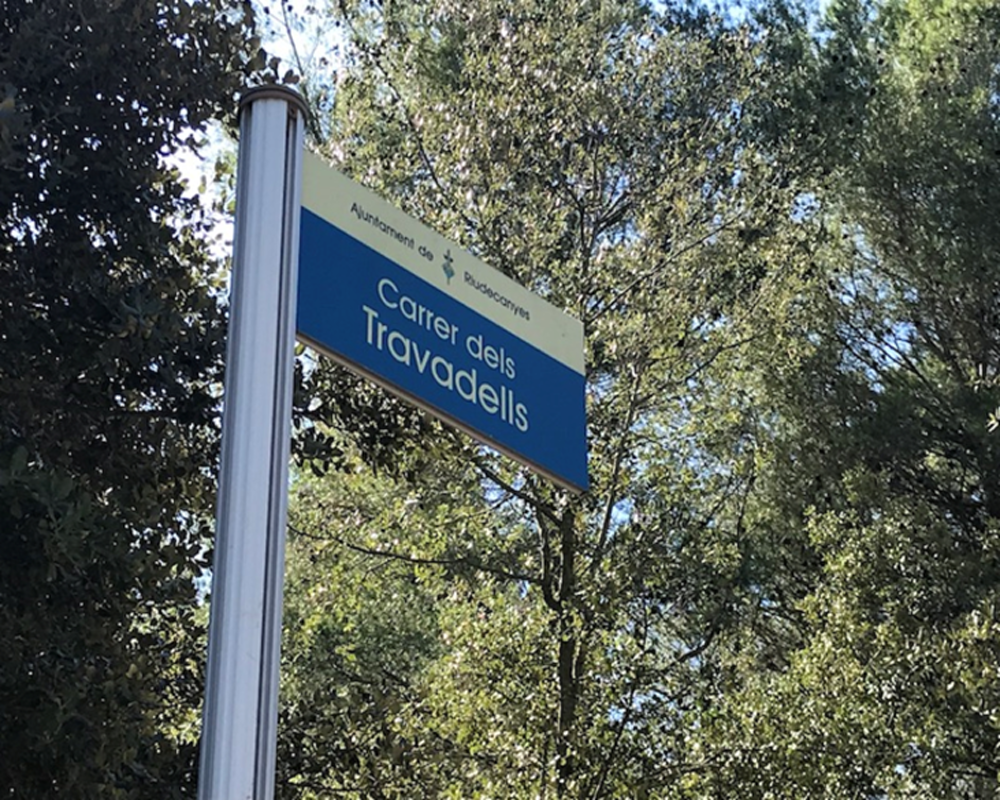 Ajuntament de Riudecanyes
Carrer dels
Travadells